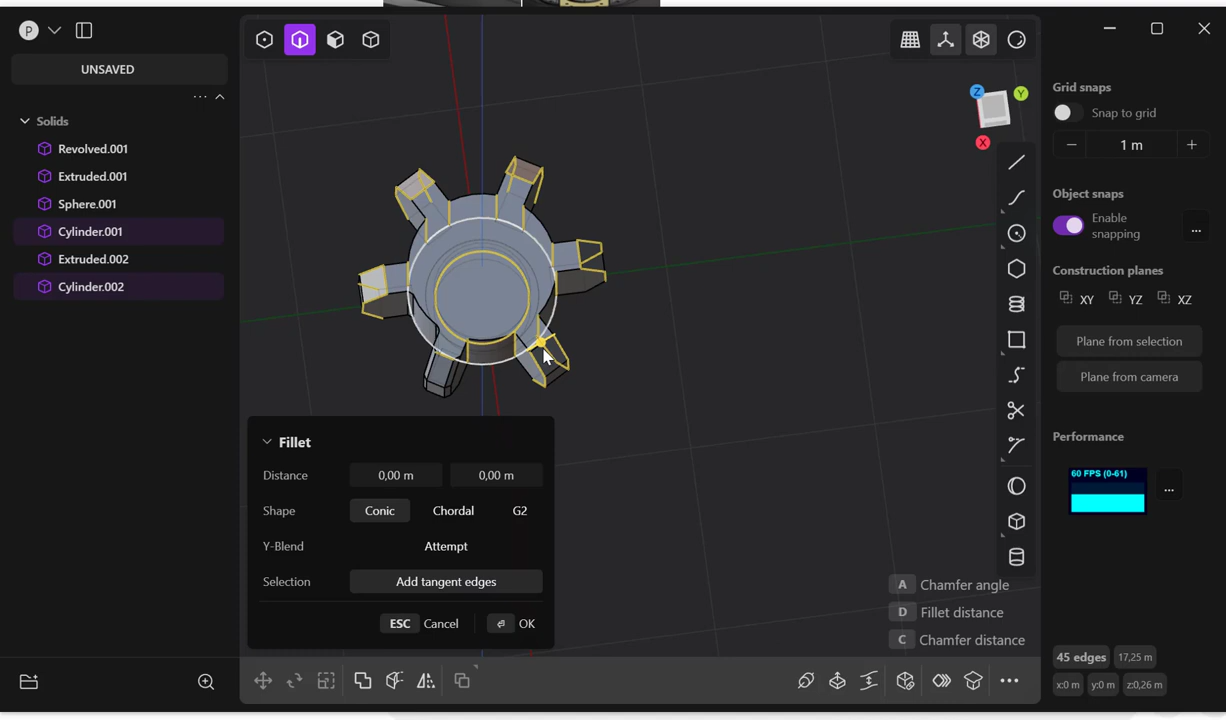 P
UNSAVED
...
Solids
Revolved.001
Extruded.001
Sphere.001
Cylinder.001
Extruded.002
Cylinder.002
Z
Y
X
Fillet
Distance 0,00 m 0,00 m
Shape Conic Chordal G2
Y-Blend Attempt
Selection Add tangent edges
ESC Cancel OK
A Chamfer angle
D Fillet distance
C Chamfer distance
Grid snaps
Snap to grid
− 1 m +
Object snaps
Enable
snapping
...
Construction planes
XY YZ XZ
Plane from selection
Plane from camera
Performance
60 FPS (0-61)
...
45 edges 17,25 m
x:0 m y:0 m z:0,26 m